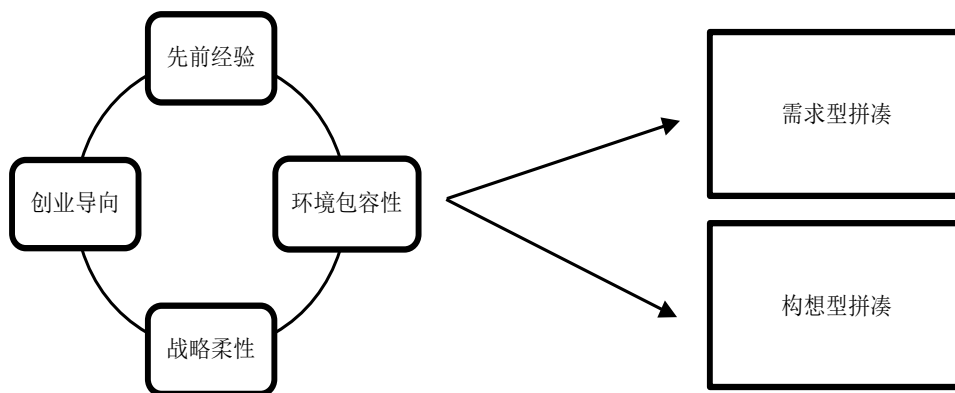 先前经验
需求型拼凑
创业导向
环境包容性
构想型拼凑
战略柔性